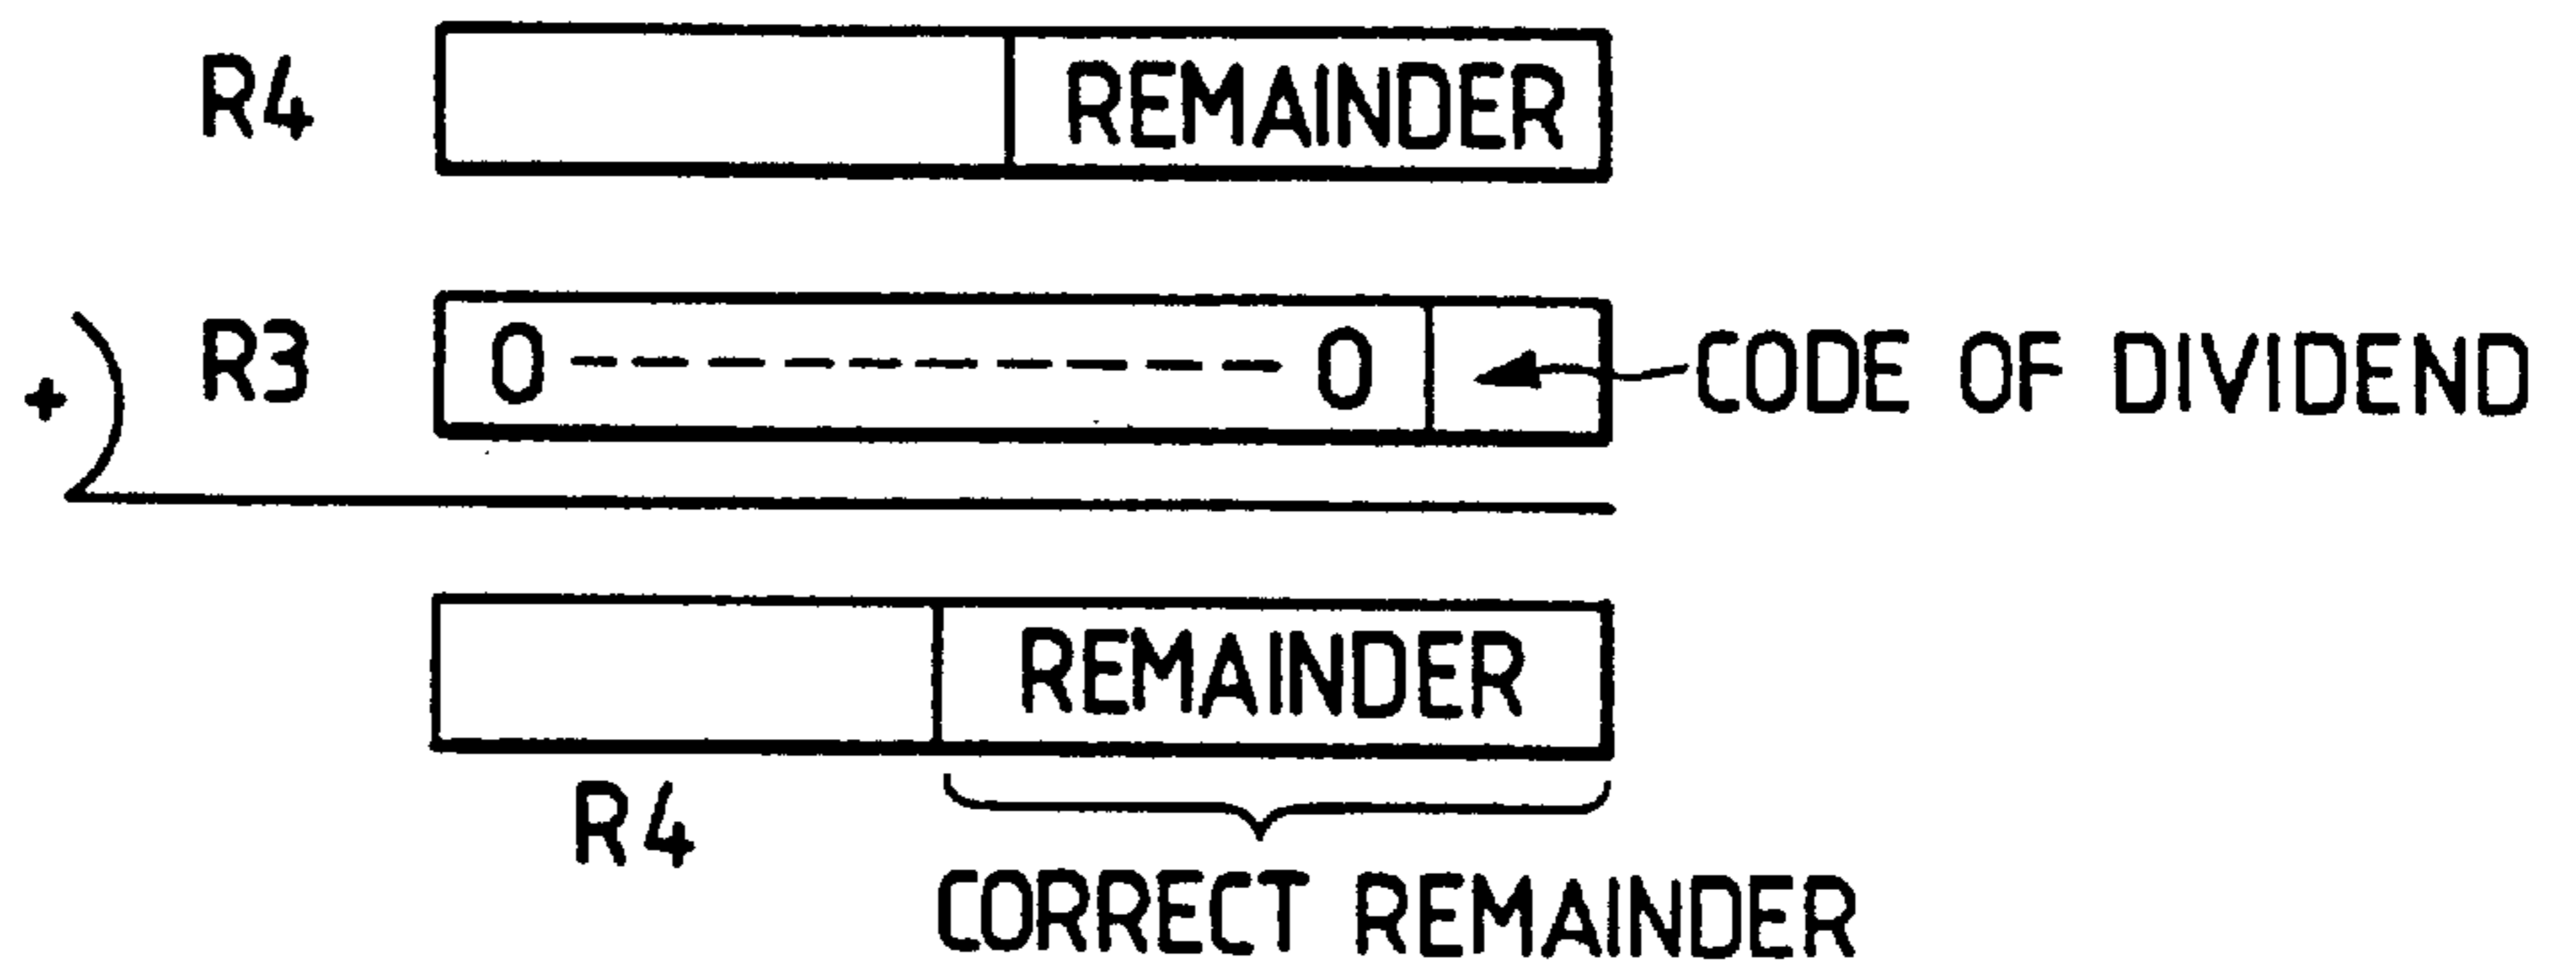 R4 REMAINDER
+ R3 0 ----------- 0 CODE OF DIVIDEND
REMAINDER
R4
CORRECT REMAINDER